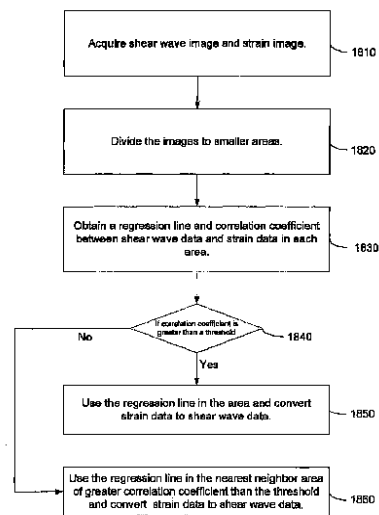 Acquire shear wave image and strain image.
1810
Divide the images to smaller areas.
1820
Obtain a regression line and correlation coefficient
between shear wave data and strain data in each
area.
1830
If correlation coefficient is
greater than a threshold
1840
No
Yes
Use the regression line in the area and convert
strain data to shear wave data.
1850
Use the regression line in the nearest neighbor area
of greater correlation coefficient than the threshold
and convert strain data to shear wave data.
1860